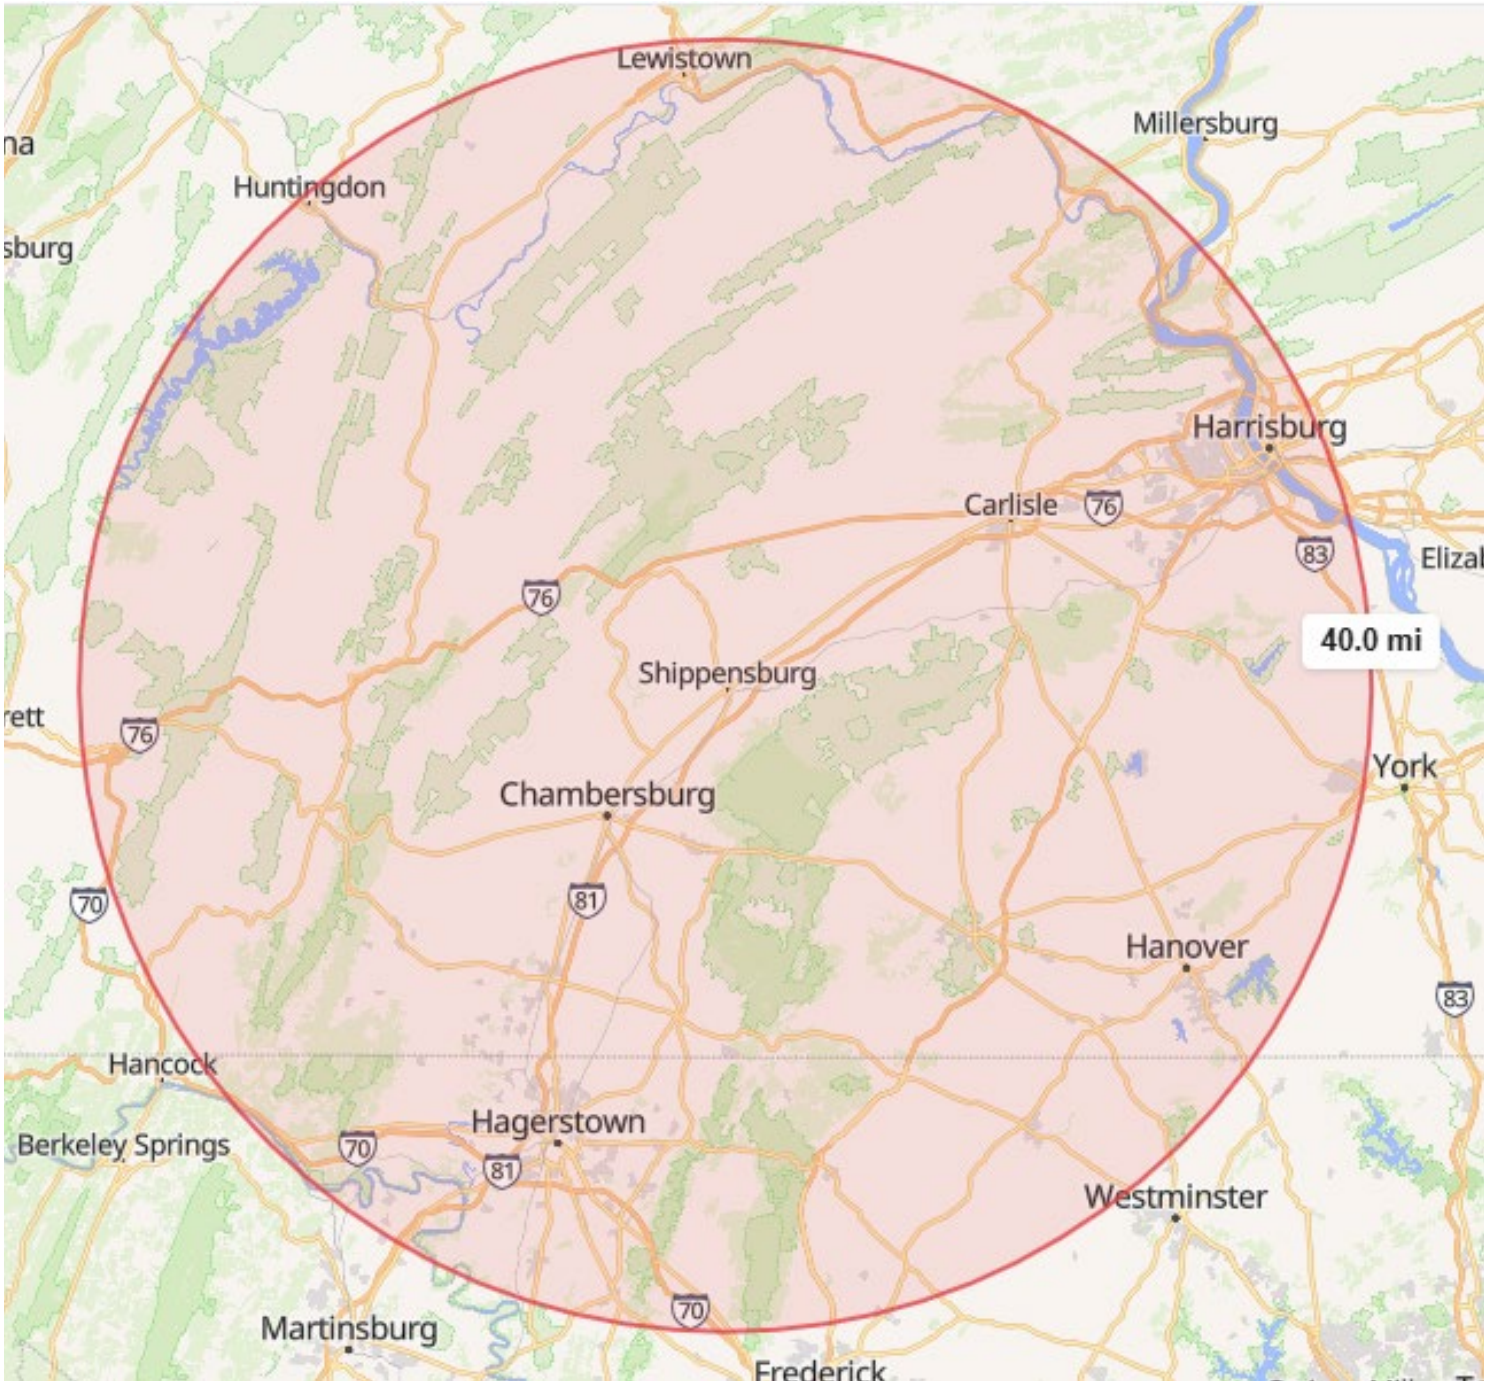 Lewistown
Millersburg
na
Huntingdon
sburg
Harrisburg
Carlisle
76
83
Elizal
76
40.0 mi
Shippensburg
rett
76
York
Chambersburg
70
81
Hanover
83
Hancock
Hagerstown
70
Berkeley Springs
81
Westminster
70
Martinsburg
Frederick